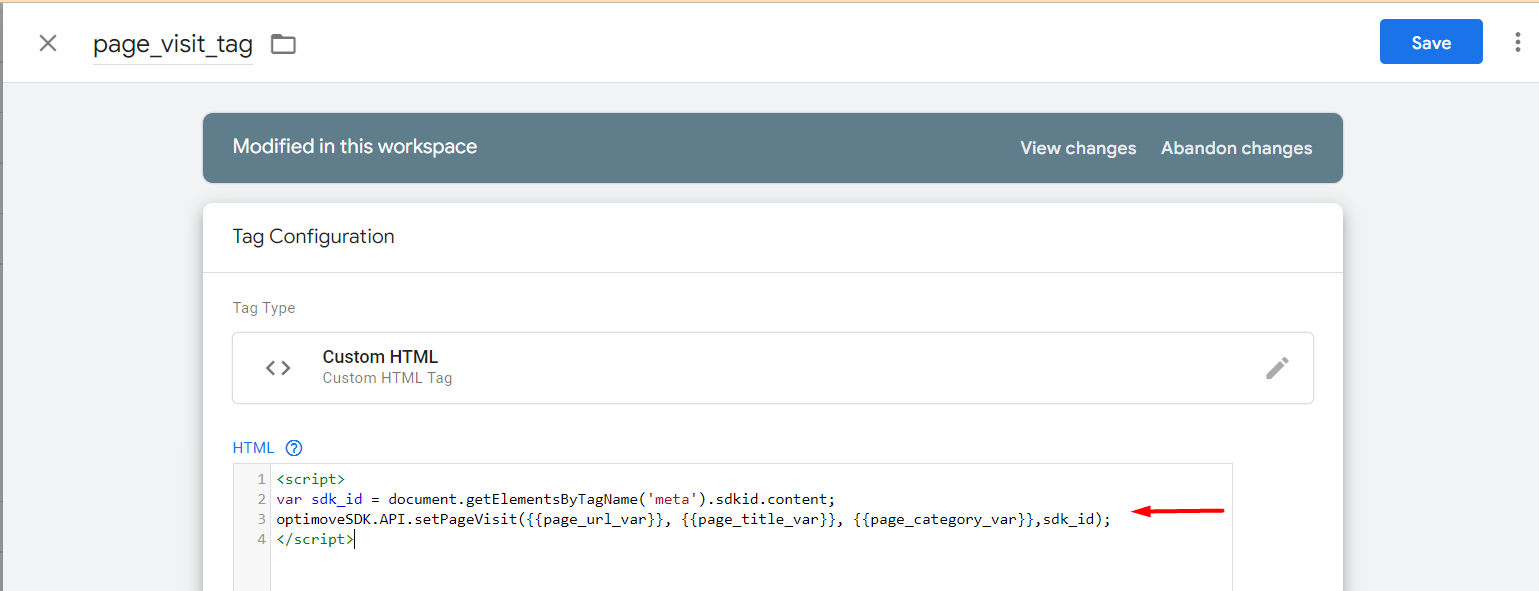 page_visit_tag
Save
Modified in this workspace
View changes
Abandon changes
Tag Configuration
Tag Type
Custom HTML
Custom HTML Tag
HTML ?
1 <script>
2 var sdk_id = document.getElementsByTagName('meta').sdkid.content;
3 optimoveSDK.API.setPageVisit({{page_url_var}}, {{page_title_var}}, {{page_category_var}},sdk_id);
4 </script>